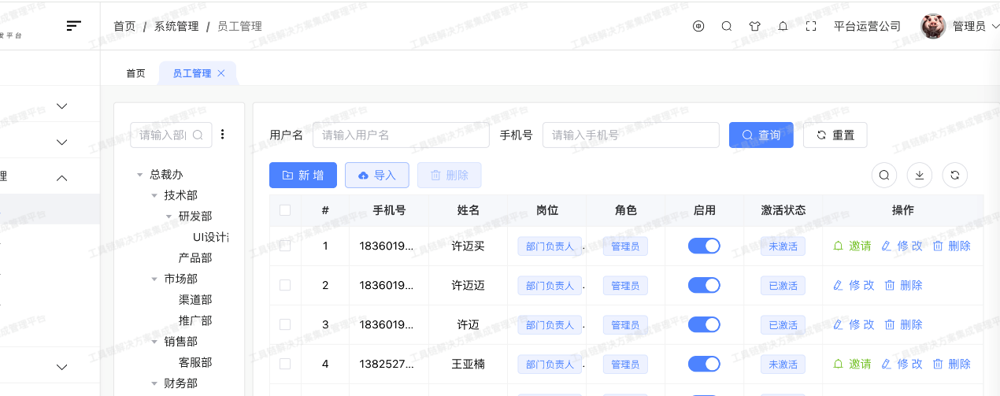 首页 / 系统管理 / 员工管理 平台运营公司 管理员
发平台
首页 员工管理
理
请输入部
总裁办
技术部
研发部
UI设计
产品部
市场部
渠道部
推广部
销售部
客服部
财务部
用户名 请输入用户名 手机号 请输入手机号 查询 重置
新增 导入 删除
# 手机号 姓名 岗位 角色 启用 激活状态 操作
1 1836019... 许迈买 部门负责人 管理员 未激活 邀请 修改 删除
2 1836019... 许迈迈 部门负责人 管理员 已激活 修改 删除
3 1836019... 许迈 部门负责人 管理员 已激活 修改 删除
4 1382527... 王亚楠 部门负责人 管理员 未激活 邀请 修改 删除
工具链解决方案集成管理平台